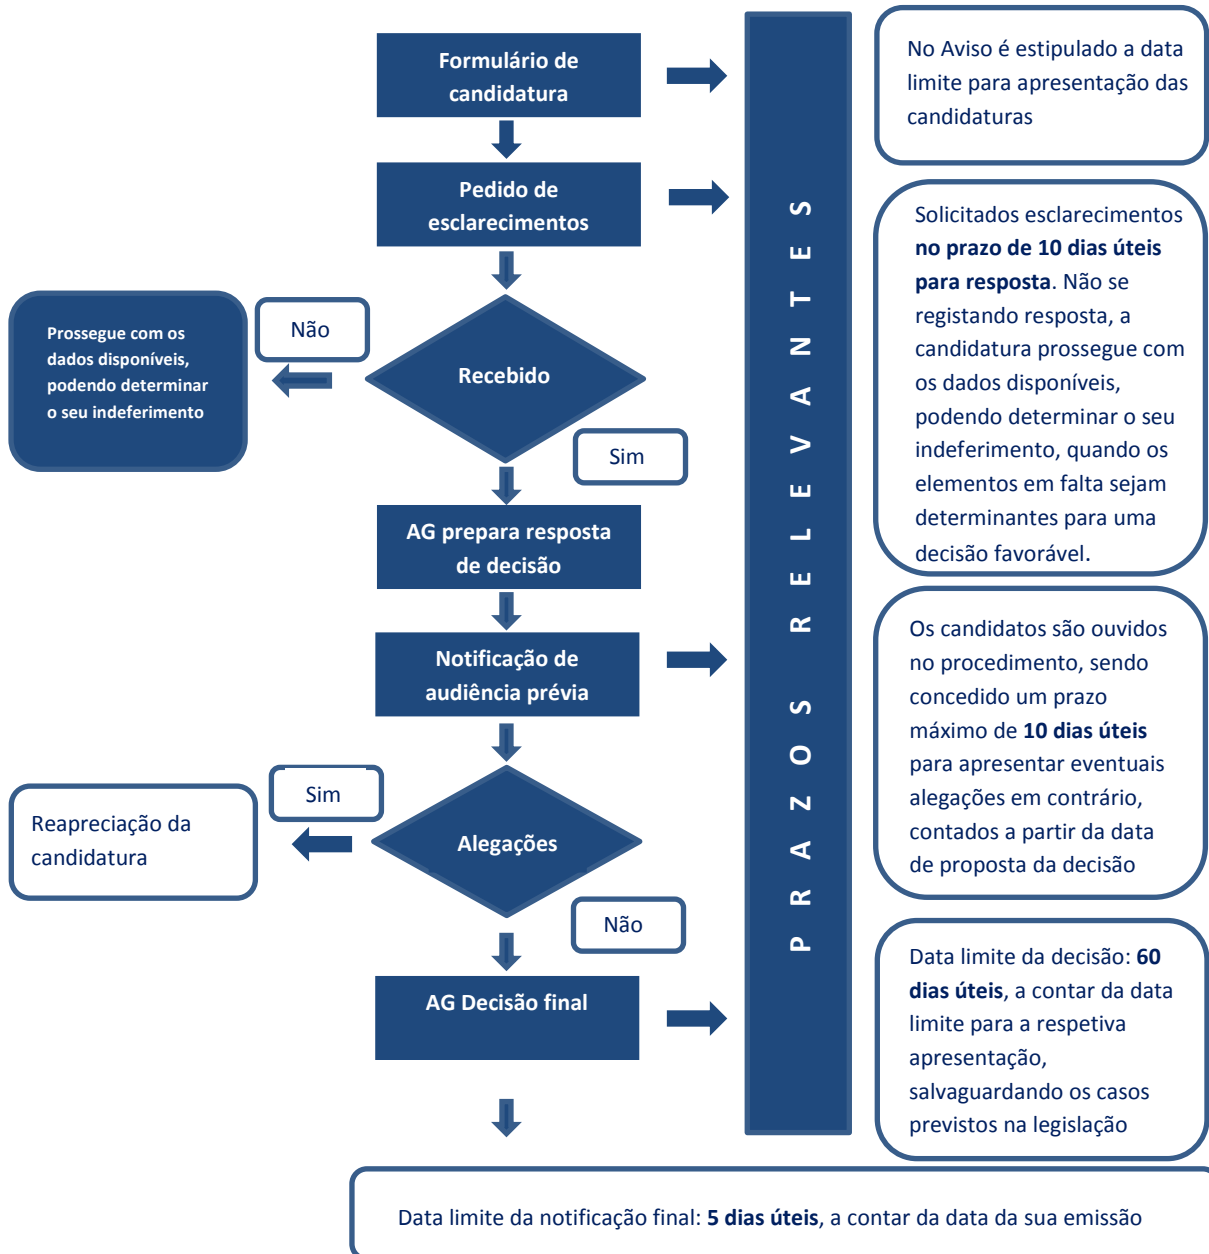 Formulário de
candidatura
No Aviso é estipulado a data
limite para apresentação das
candidaturas
Pedido de
esclarecimentos
Solicitados esclarecimentos
no prazo de 10 dias úteis
para resposta. Não se
registando resposta, a
candidatura prossegue com
os dados disponíveis,
podendo determinar o seu
indeferimento, quando os
elementos em falta sejam
determinantes para uma
decisão favorável.
Prossegue com os
dados disponíveis,
podendo determinar
o seu indeferimento
Não
Recebido
Sim
AG prepara resposta
de decisão
Notificação de
audiência prévia
Os candidatos são ouvidos
no procedimento, sendo
concedido um prazo
máximo de 10 dias úteis
para apresentar eventuais
alegações em contrário,
contados a partir da data
de proposta da decisão
Reapreciação da
candidatura
Sim
Alegações
Não
AG Decisão final
Data limite da decisão: 60
dias úteis, a contar da data
limite para a respetiva
apresentação,
salvaguardando os casos
previstos na legislação
PRAZOS RELEVANTES
Data limite da notificação final: 5 dias úteis, a contar da data da sua emissão